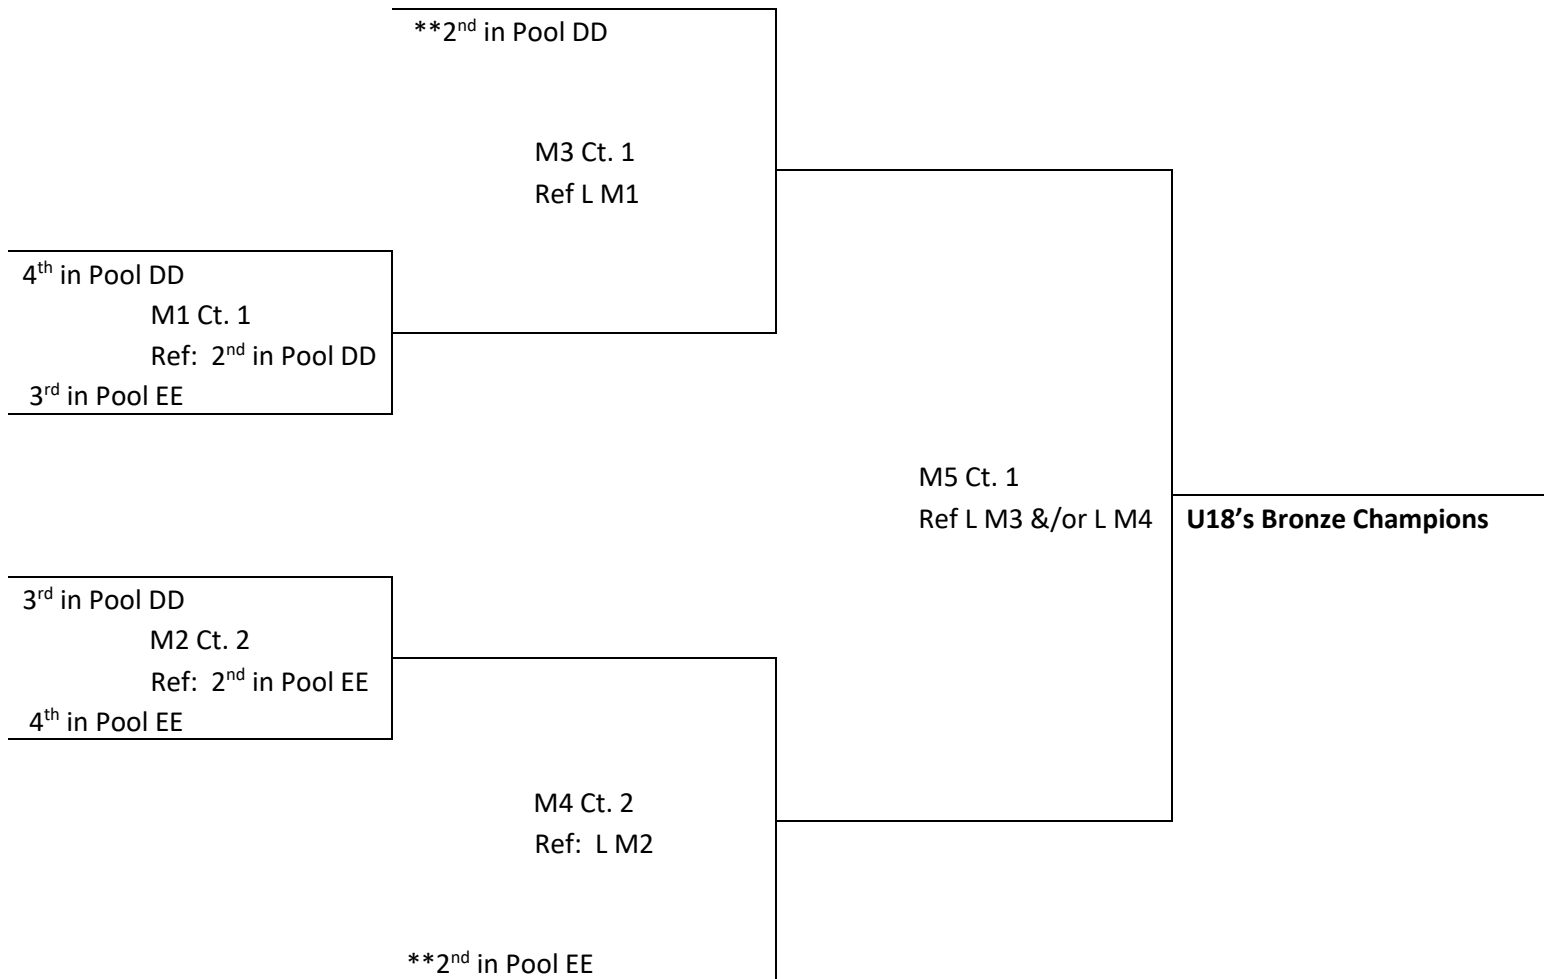 **2nd in Pool DD
M3 Ct. 1
Ref L M1
4th in Pool DD
M1 Ct. 1
Ref:  2nd in Pool DD
3rd in Pool EE
M5 Ct. 1
Ref L M3 &/or L M4
U18’s Bronze Champions
3rd in Pool DD
M2 Ct. 2
Ref:  2nd in Pool EE
4th in Pool EE
M4 Ct. 2
Ref:  L M2
**2nd in Pool EE